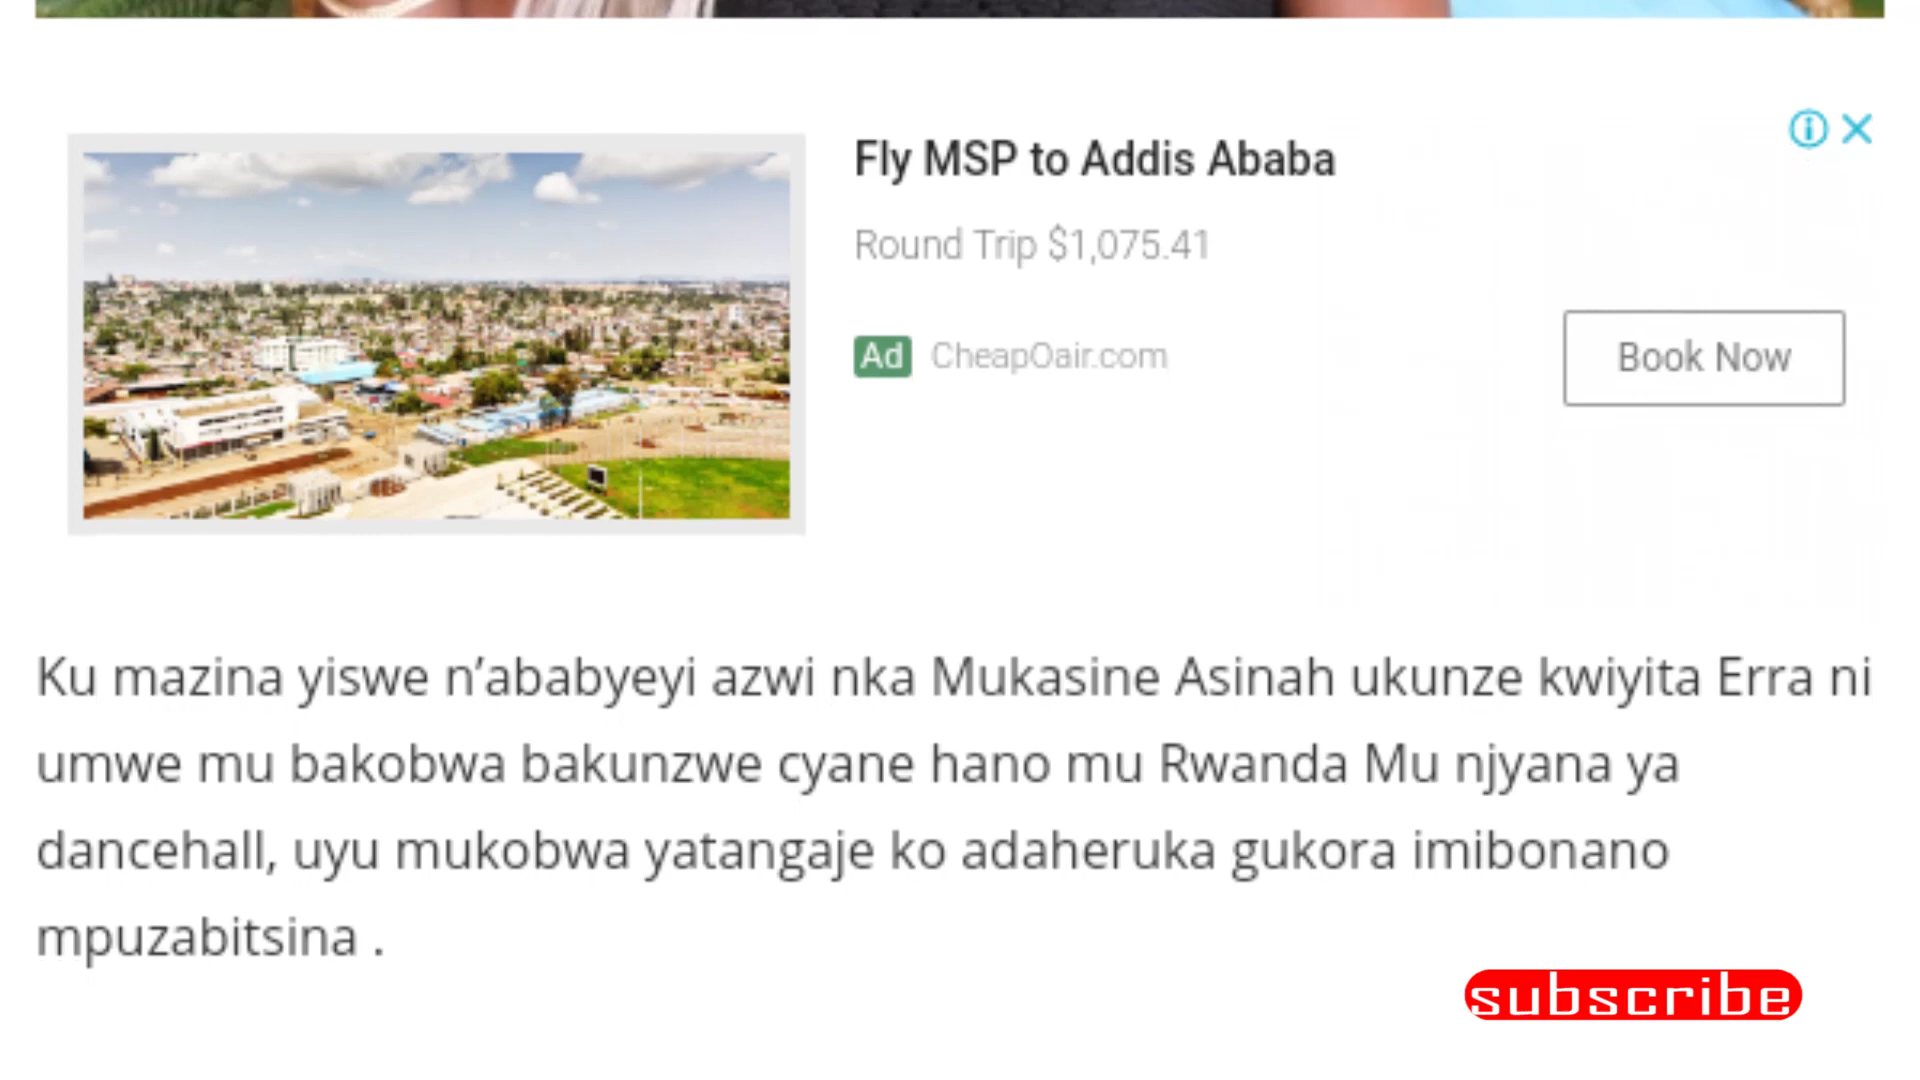 Fly MSP to Addis Ababa
Round Trip $1,075.41
Ad CheapOair.com
Book Now
Ku mazina yiswe n’ababyeyi azwi nka Mukasine Asinah ukunze kwiyita Erra ni
umwe mu bakobwa bakunzwe cyane hano mu Rwanda Mu njyana ya
dancehall, uyu mukobwa yatangaje ko adaheruka gukora imibonano
mpuzabitsina .
subscribe